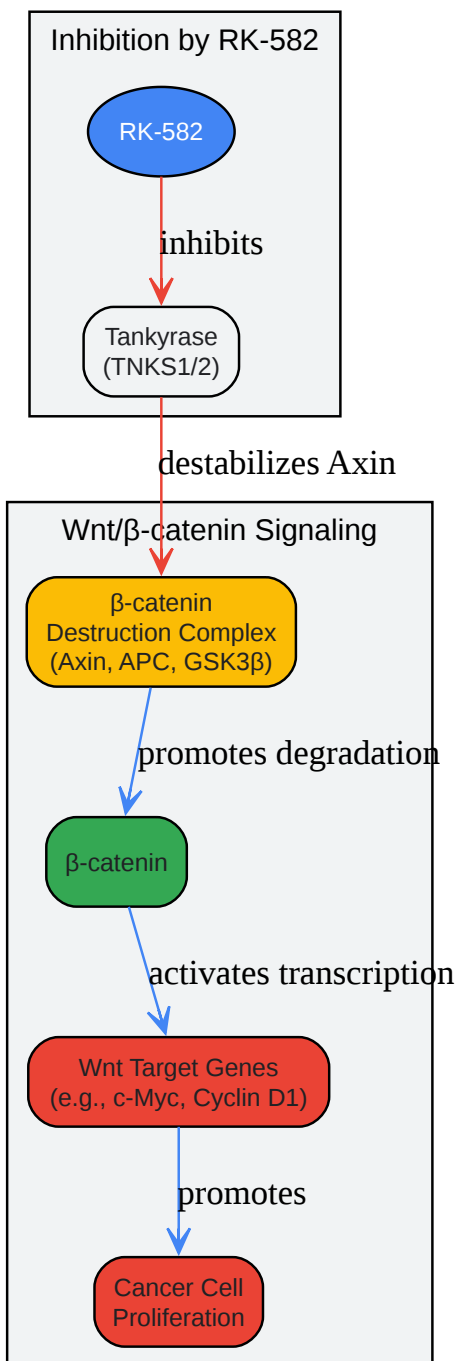 Inhibition by RK-582
RK-582
inhibits
Tankyrase
(TNKS1/2)
destabilizes Axin
Wnt/β-catenin Signaling
β-catenin
Destruction Complex
(Axin, APC, GSK3β)
promotes degradation
β-catenin
activates transcription
Wnt Target Genes
(e.g., c-Myc, Cyclin D1)
promotes
Cancer Cell
Proliferation